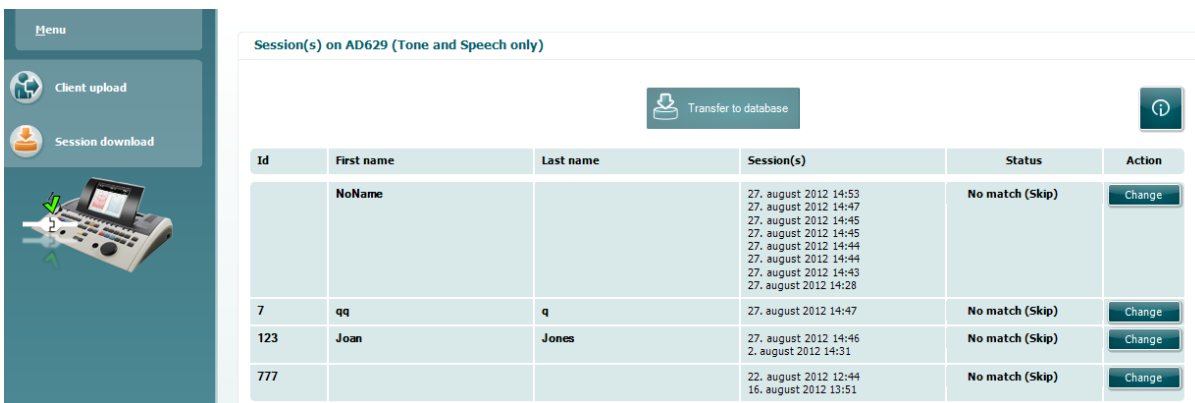 Menu
Client upload
Session download
Session(s) on AD629 (Tone and Speech only)
Transfer to database
Id First name Last name Session(s) Status Action
NoName 27. august 2012 14:53 No match (Skip) Change
27. august 2012 14:47
27. august 2012 14:45
27. august 2012 14:45
27. august 2012 14:44
27. august 2012 14:44
27. august 2012 14:43
27. august 2012 14:28
7 qq q 27. august 2012 14:47 No match (Skip) Change
123 Joan Jones 27. august 2012 14:46 No match (Skip) Change
2. august 2012 14:31
777 22. august 2012 12:44 No match (Skip) Change
16. august 2012 13:51